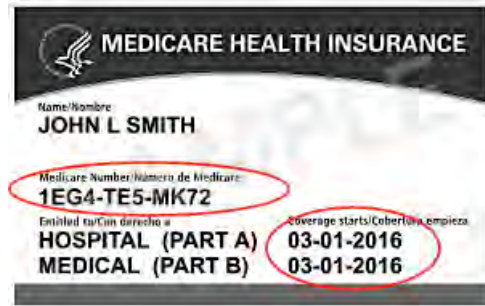 MEDICARE HEALTH INSURANCE
Name/Nombre
JOHN L SMITH
Medicare Number/Número de Medicare
1EG4-TE5-MK72
Entitled to/Con derecho a Coverage starts/Cobertura empieza
HOSPITAL (PART A) 03-01-2016
MEDICAL (PART B) 03-01-2016